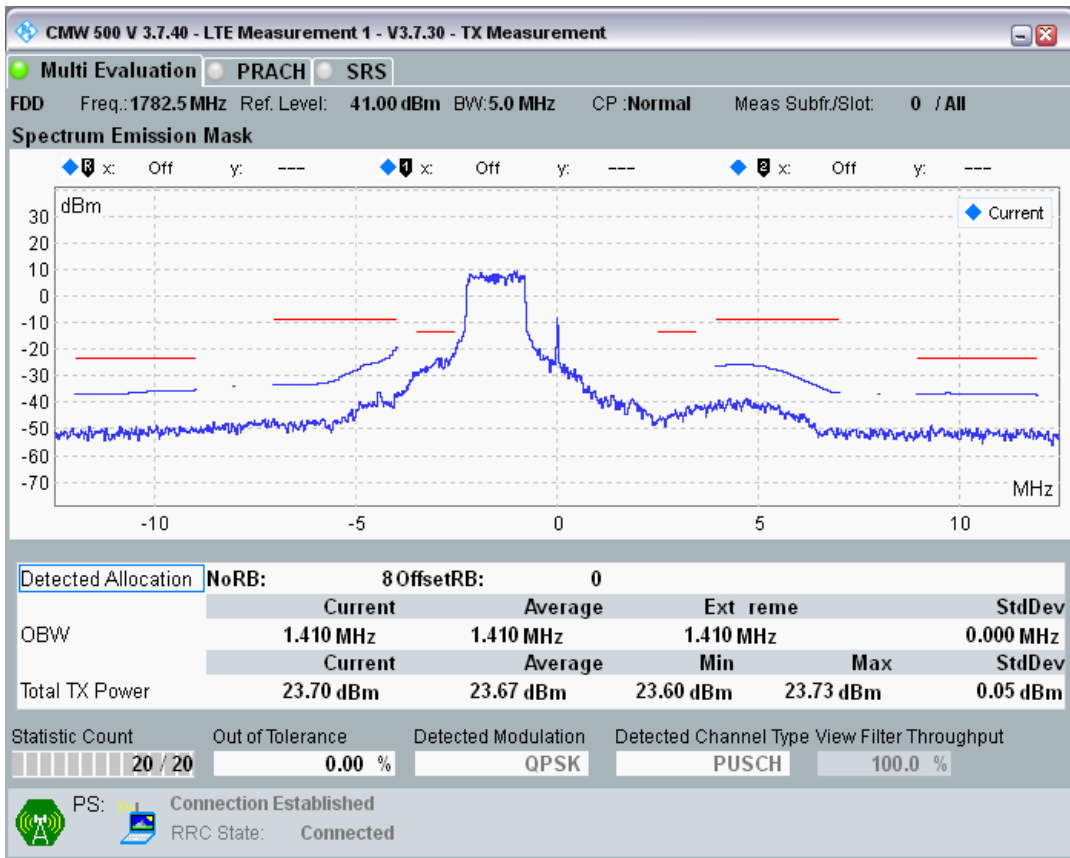 CMW 500 V 3.7.40 - LTE Measurement 1 - V3.7.30 - TX Measurement
Multi Evaluation PRACH SRS
FDD Freq.: 1782.5 MHz Ref. Level: 41.00 dBm BW: 5.0 MHz CP : Normal Meas Subfr./Slot: 0 / All
Spectrum Emission Mask
R x: Off y: --- 1 x: Off y: --- 2 x: Off y: ---
dBm
Current
30
20
10
0
-10
-20
-30
-40
-50
-60
-70
MHz
-10 -5 0 5 10
Detected Allocation NoRB: 8 OffsetRB: 0
Current Average Ext reme StdDev
OBW 1.410 MHz 1.410 MHz 1.410 MHz 0.000 MHz
Current Average Min Max StdDev
Total TX Power 23.70 dBm 23.67 dBm 23.60 dBm 23.73 dBm 0.05 dBm
Statistic Count Out of Tolerance Detected Modulation Detected Channel Type View Filter Throughput
20 / 20 0.00 % QPSK PUSCH 100.0 %
PS: Connection Established
RRC State: Connected